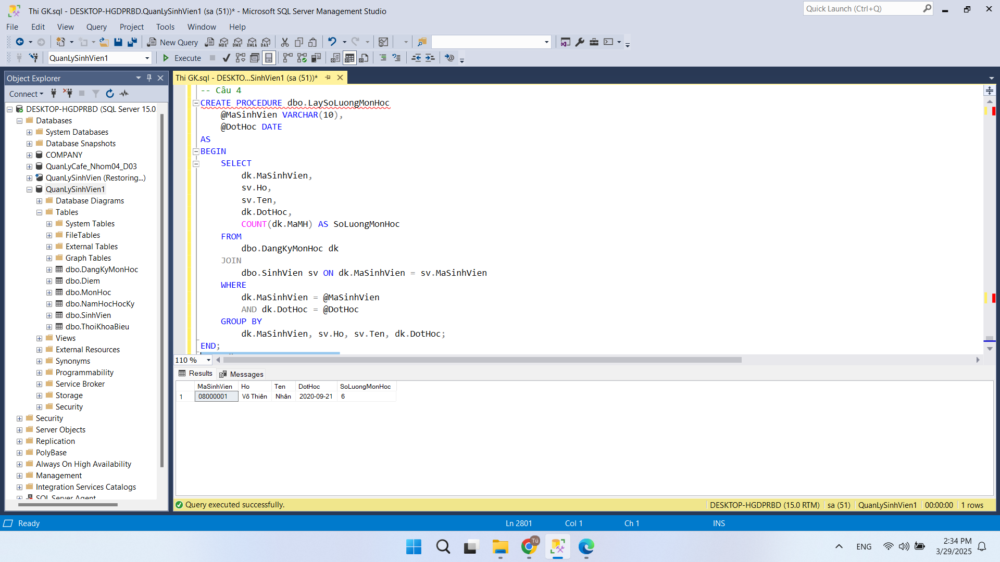 Thi GK.sql - DESKTOP-HGDPRBD.QuanLySinhVien1 (sa (51))* - Microsoft SQL Server Management Studio
Quick Launch (Ctrl+Q)
File Edit View Query Project Tools Window Help
New Query MDX DMX XMLA DAX
QuanLySinhVien1 Execute
Object Explorer
Connect
DESKTOP-HGDPRBD (SQL Server 15.0
Databases
System Databases
Database Snapshots
COMPANY
QuanLyCafe_Nhom04_D03
QuanLySinhVien (Restoring...)
QuanLySinhVien1
Database Diagrams
Tables
System Tables
FileTables
External Tables
Graph Tables
dbo.DangKyMonHoc
dbo.Diem
dbo.MonHoc
dbo.NamHocHocKy
dbo.SinhVien
dbo.ThoiKhoaBieu
Views
External Resources
Synonyms
Programmability
Service Broker
Storage
Security
Security
Server Objects
Replication
PolyBase
Always On High Availability
Management
Integration Services Catalogs
SQL Server Agent
Thi GK.sql - DESKTO...SinhVien1 (sa (51))*
-- Câu 4
CREATE PROCEDURE dbo.LaySoLuongMonHoc
@MaSinhVien VARCHAR(10),
@DotHoc DATE
AS
BEGIN
SELECT
dk.MaSinhVien,
sv.Ho,
sv.Ten,
dk.DotHoc,
COUNT(dk.MaMH) AS SoLuongMonHoc
FROM
dbo.DangKyMonHoc dk
JOIN
dbo.SinhVien sv ON dk.MaSinhVien = sv.MaSinhVien
WHERE
dk.MaSinhVien = @MaSinhVien
AND dk.DotHoc = @DotHoc
GROUP BY
dk.MaSinhVien, sv.Ho, sv.Ten, dk.DotHoc;
END;
110 %
Results Messages
MaSinhVien Ho Ten DotHoc SoLuongMonHoc
1 08000001 Võ Thiên Nhân 2020-09-21 6
Query executed successfully. DESKTOP-HGDPRBD (15.0 RTM) sa (51) QuanLySinhVien1 00:00:00 1 rows
Ready Ln 2801 Col 1 Ch 1 INS
Tú
ENG
2:34 PM
3/29/2025